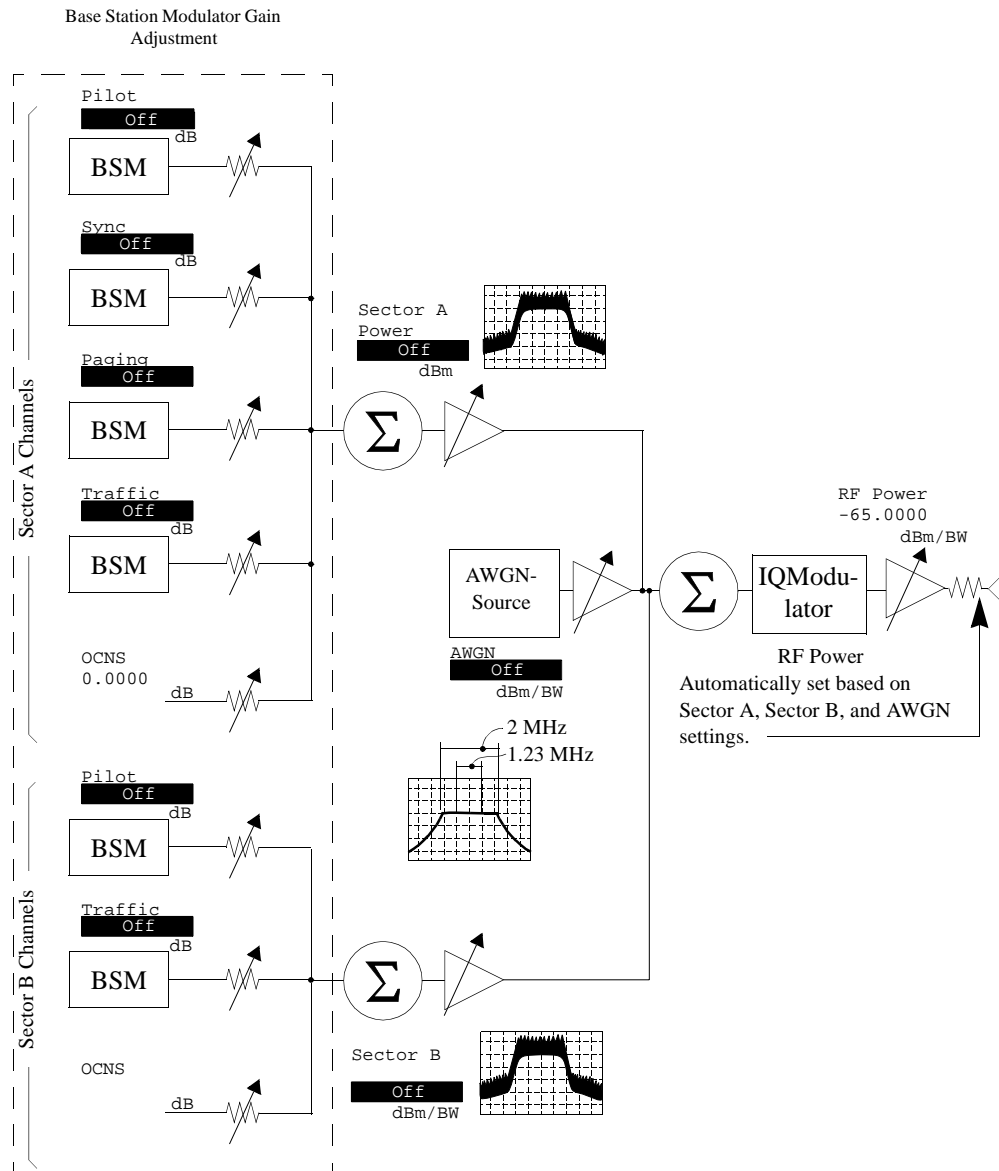 Base Station Modulator Gain
Adjustment
Sector A Channels
Pilot
Off
dB
BSM
Sync
Off
dB
BSM
Paging
Off
BSM
Traffic
Off
dB
BSM
OCNS
0.0000
dB
Sector A
Power
Off
dBm
Σ
AWGN-
Source
AWGN
Off
dBm/BW
2 MHz
1.23 MHz
Σ
IQModu-
lator
RF Power
-65.0000
dBm/BW
RF Power
Automatically set based on
Sector A, Sector B, and AWGN
settings.
Sector B Channels
Pilot
Off
dB
BSM
Traffic
Off
dB
BSM
OCNS
dB
Σ
Sector B
Off
dBm/BW